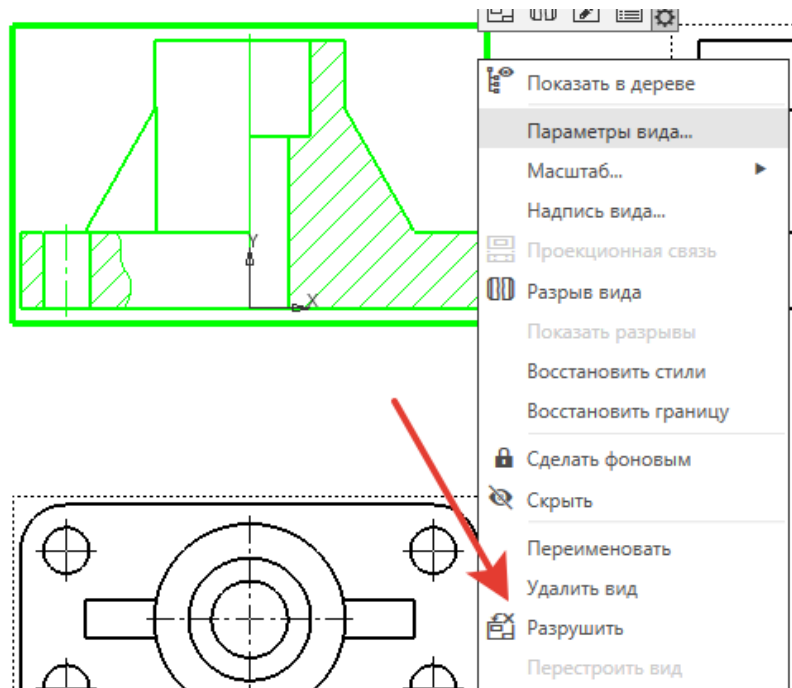 Показать в дереве
Параметры вида...
Масштаб...
Надпись вида...
Проекционная связь
Разрыв вида
Показать разрывы
Восстановить стили
Восстановить границу
Сделать фоновым
Скрыть
Переименовать
Удалить вид
Разрушить
Перестроить вид
Y
X